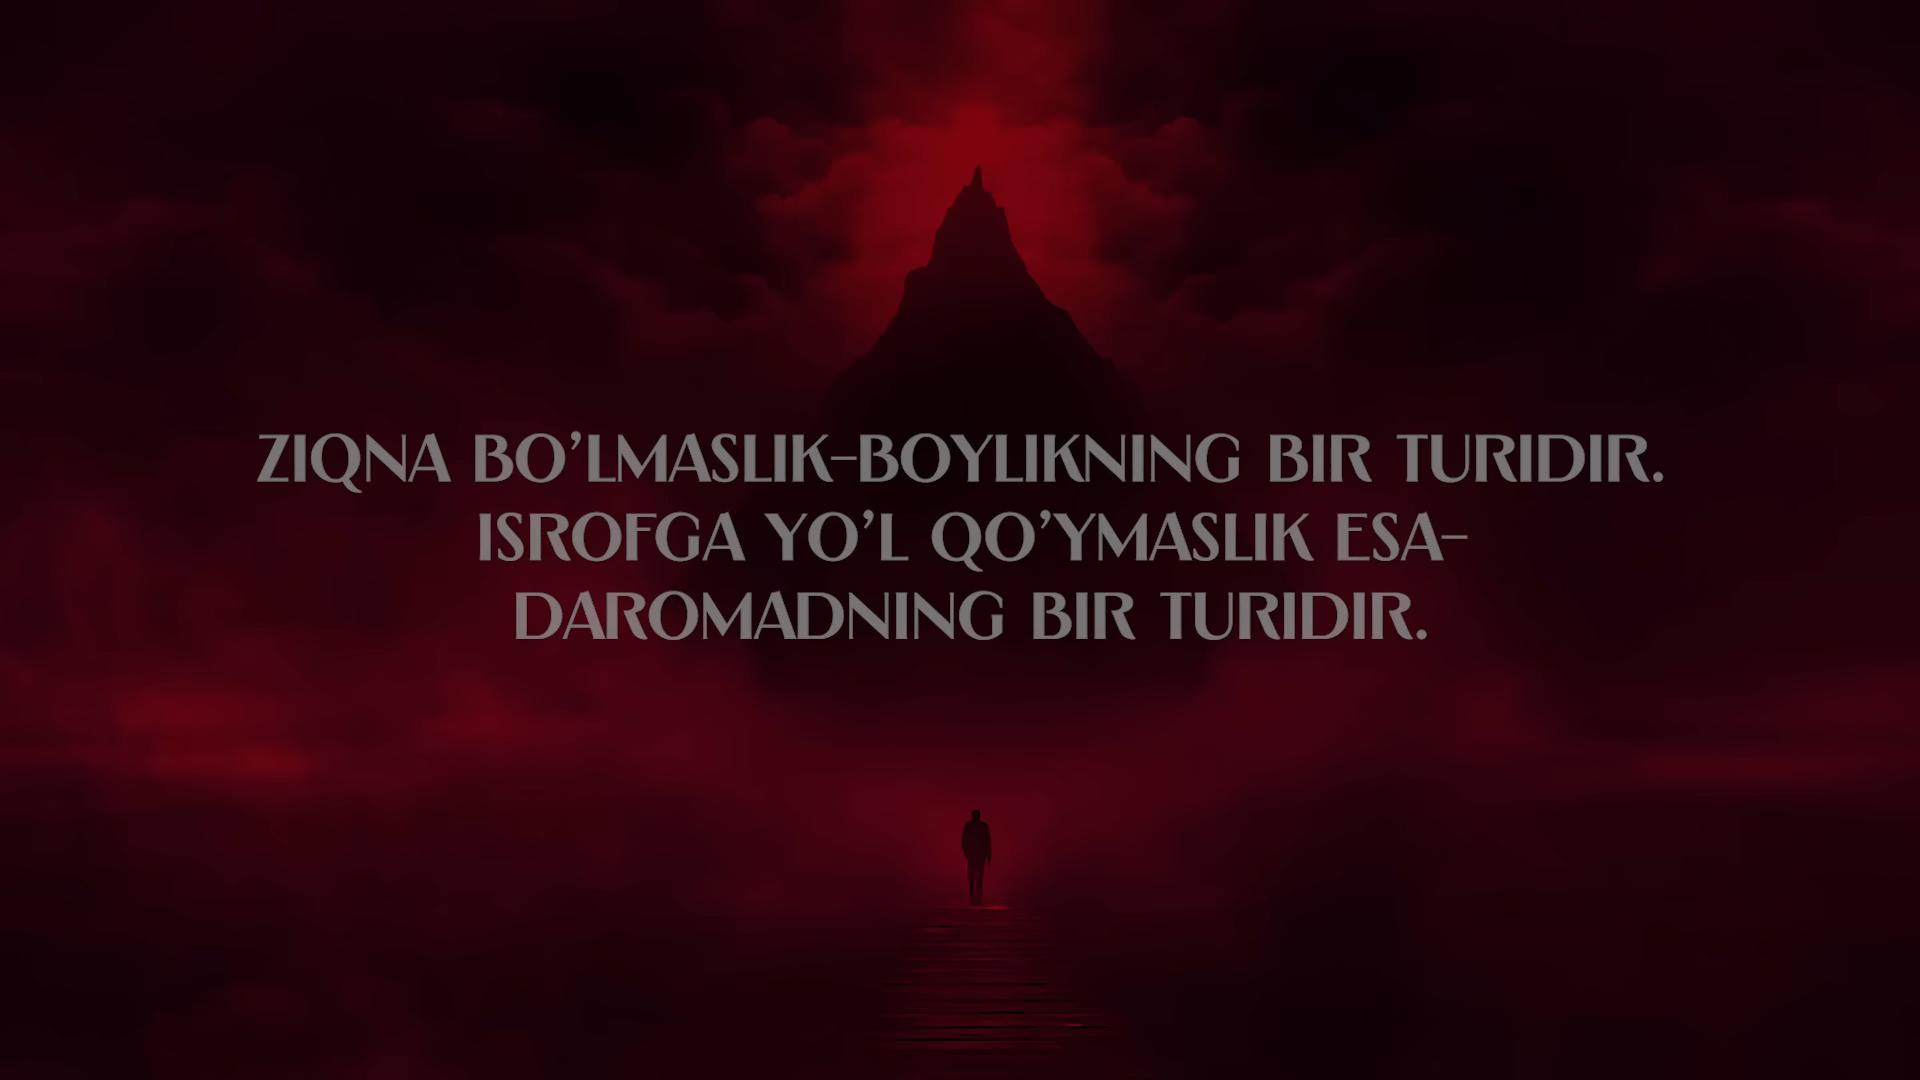 ZIQNA BO’LMASLIK–BOYLIKNING BIR TURIDIR.
ISROFGA YO’L QO’YMASLIK ESA–
DAROMADNING BIR TURIDIR.